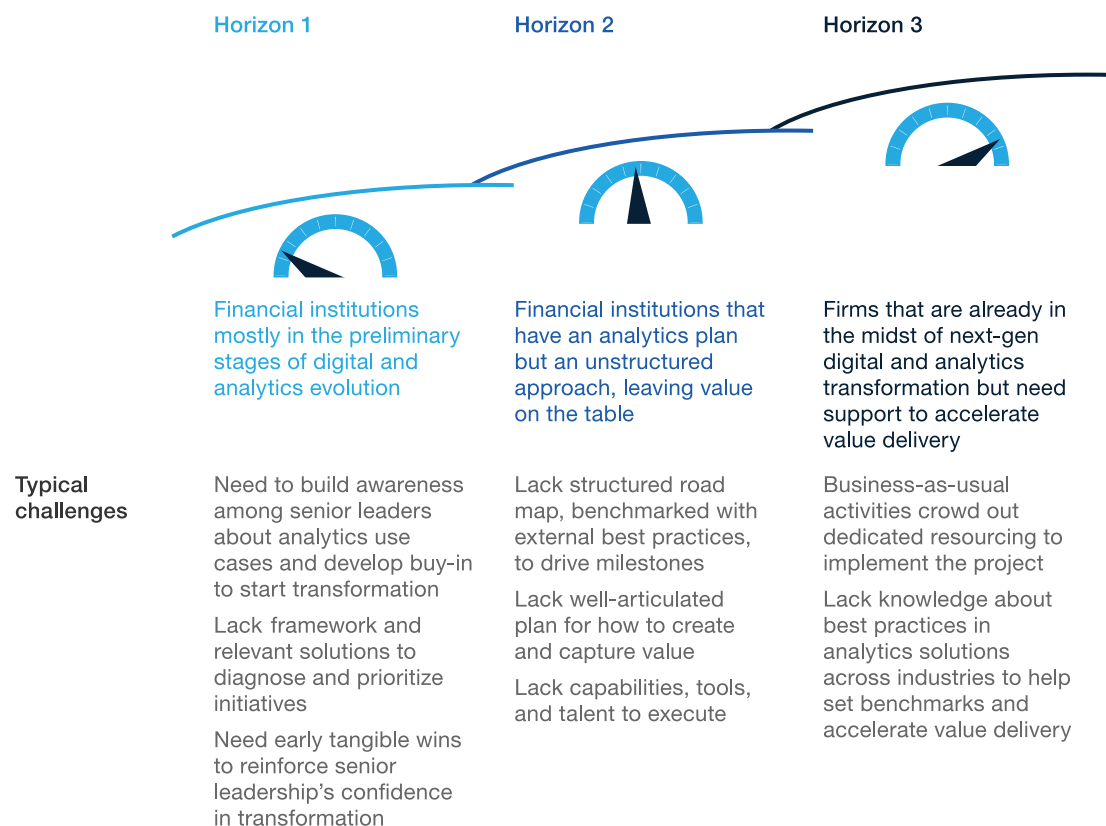 Horizon 1
Horizon 2
Horizon 3
Financial institutions
mostly in the preliminary
stages of digital and
analytics evolution
Financial institutions that
have an analytics plan
but an unstructured
approach, leaving value
on the table
Firms that are already in
the midst of next-gen
digital and analytics
transformation but need
support to accelerate
value delivery
Typical
challenges
Need to build awareness
among senior leaders
about analytics use
cases and develop buy-in
to start transformation
Lack framework and
relevant solutions to
diagnose and prioritize
initiatives
Need early tangible wins
to reinforce senior
leadership’s confidence
in transformation
Lack structured road
map, benchmarked with
external best practices,
to drive milestones
Lack well-articulated
plan for how to create
and capture value
Lack capabilities, tools,
and talent to execute
Business-as-usual
activities crowd out
dedicated resourcing to
implement the project
Lack knowledge about
best practices in
analytics solutions
across industries to help
set benchmarks and
accelerate value delivery